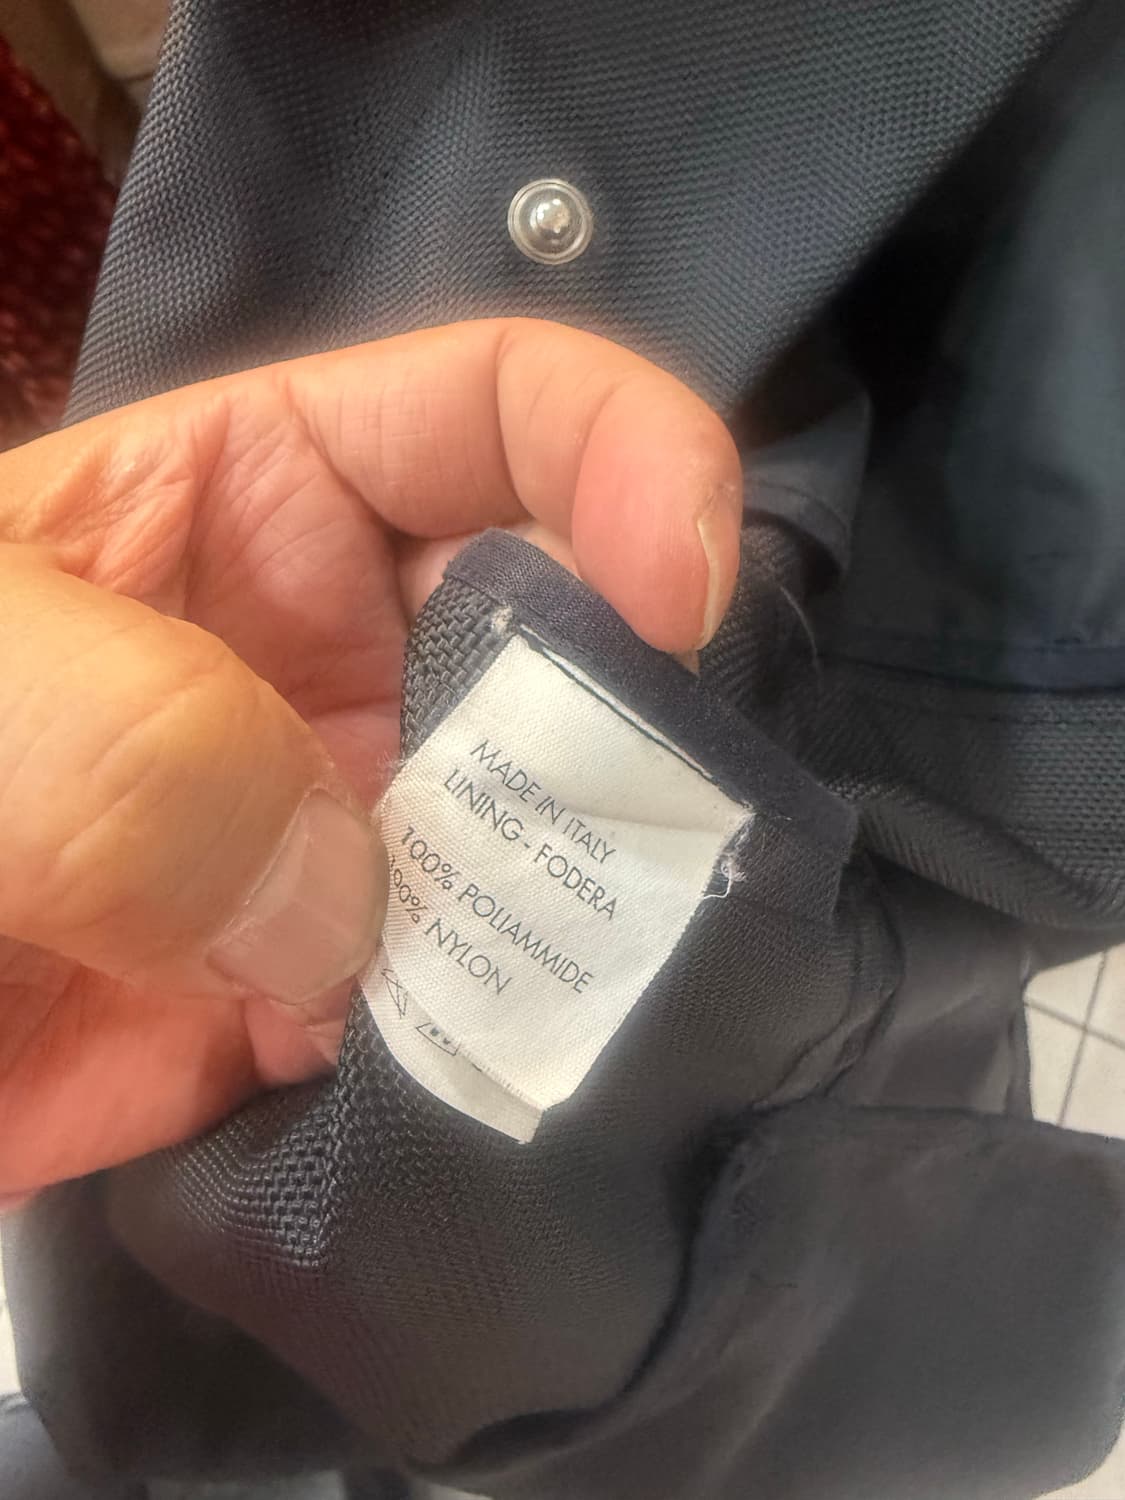 MADE IN ITALY
LINING - FODERA
100% POLIAMMIDE
100% NYLON